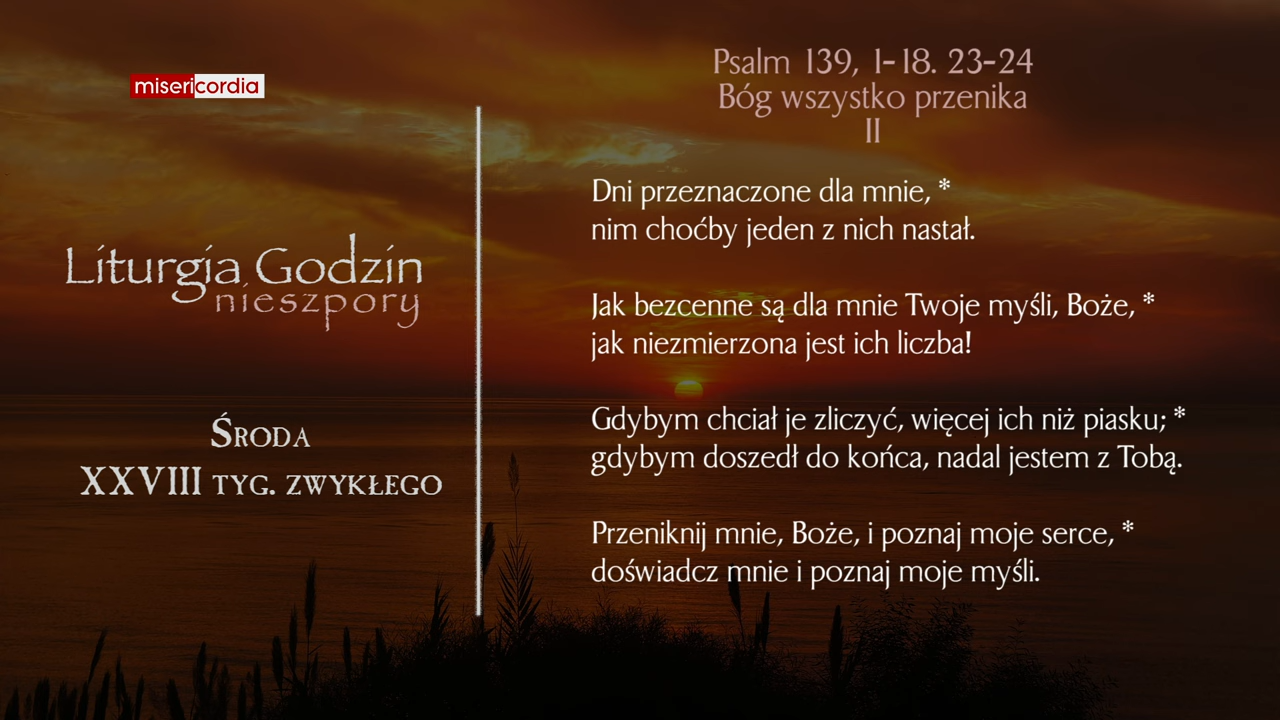 misericordia
Liturgia Godzin
nieszpory
Środa
XXVIII tyg. zwykłego
Psalm 139, 1-18. 23-24
Bóg wszystko przenika
II
Dni przeznaczone dla mnie, *
nim choćby jeden z nich nastał.
Jak bezcenne są dla mnie Twoje myśli, Boże, *
jak niezmierzona jest ich liczba!
Gdybym chciał je zliczyć, więcej ich niż piasku; *
gdybym doszedł do końca, nadal jestem z Tobą.
Przeniknij mnie, Boże, i poznaj moje serce, *
doświadcz mnie i poznaj moje myśli.